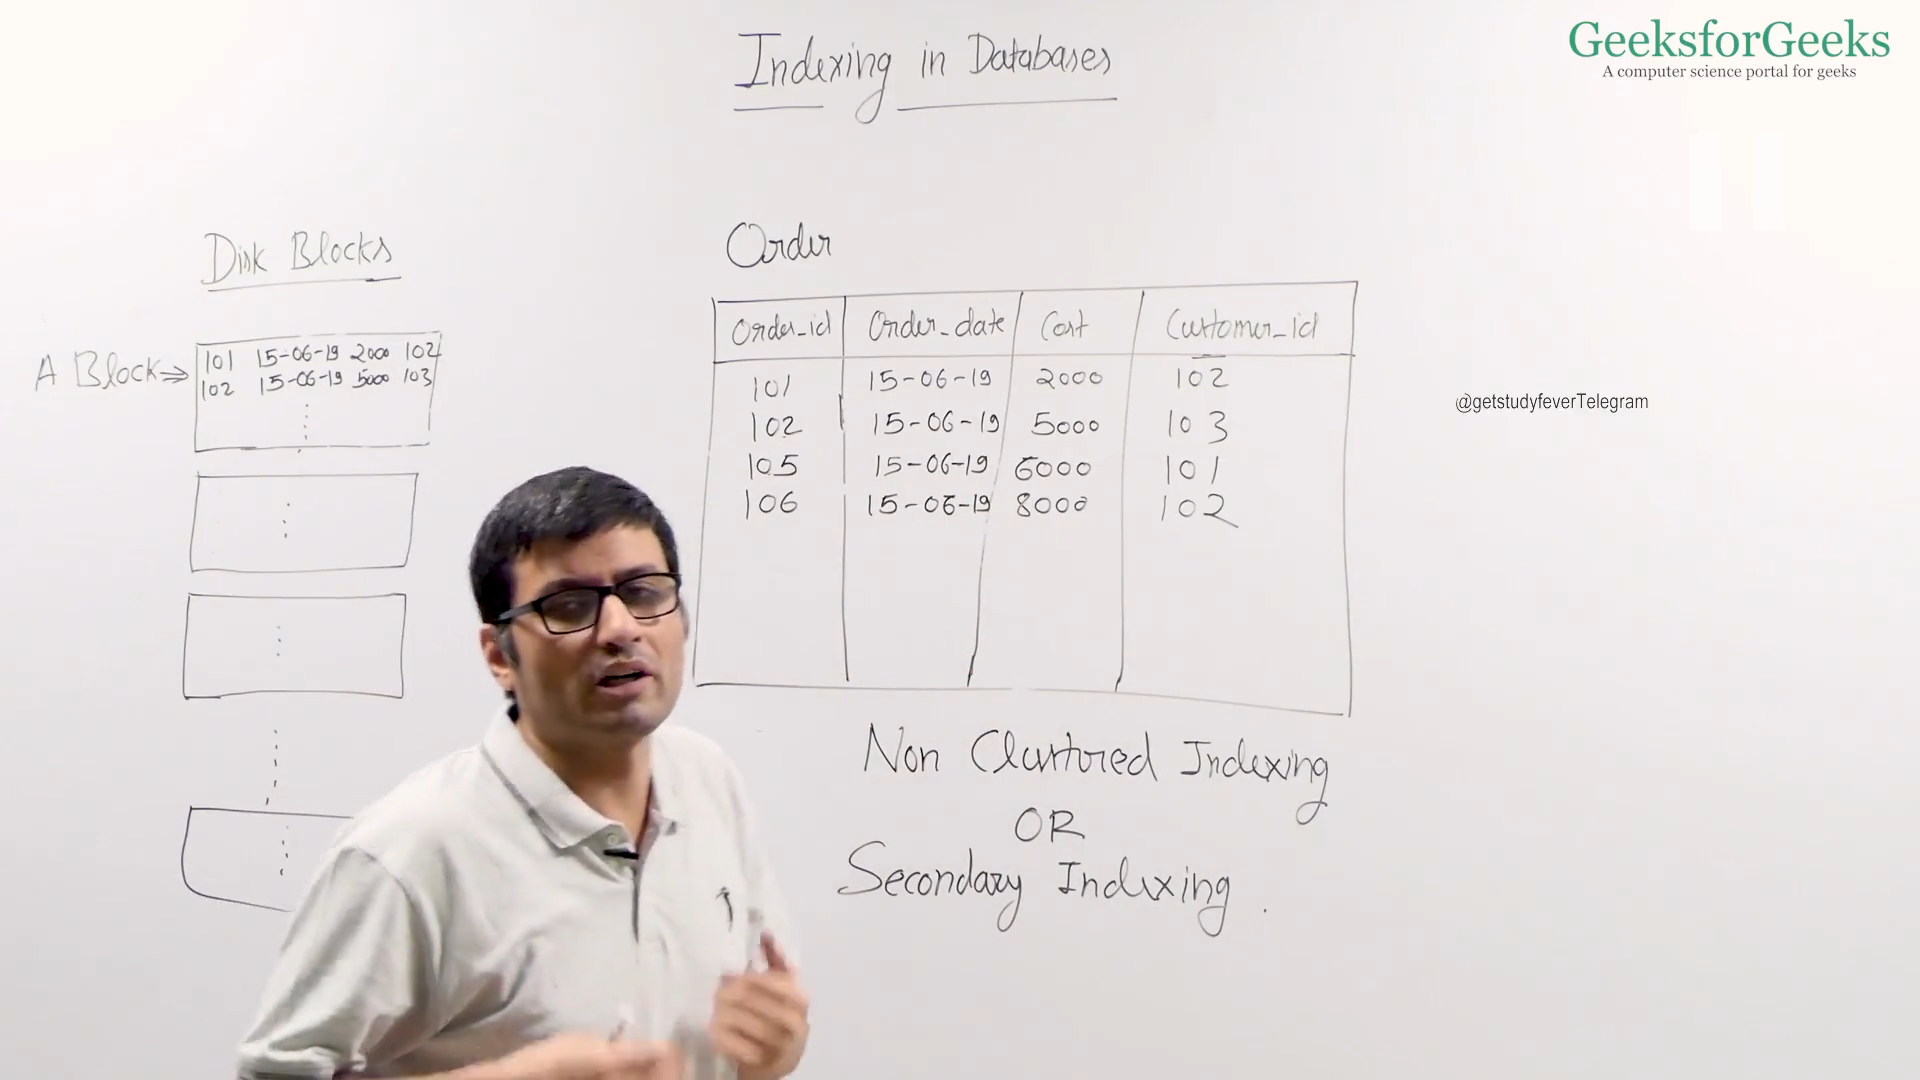 Indexing in Databases
GeeksforGeeks
A computer science portal for geeks
Disk Blocks
A Block
101 15-06-19 2000 102
102 15-06-19 5000 103
Order
Order_id Order_date Cost Customer_id
101 15-06-19 2000 102
102 15-06-19 5000 103
105 15-06-19 6000 101
106 15-06-19 8000 102
@getstudyfeverTelegram
Non Clustured Indexing
OR
Secondary Indexing